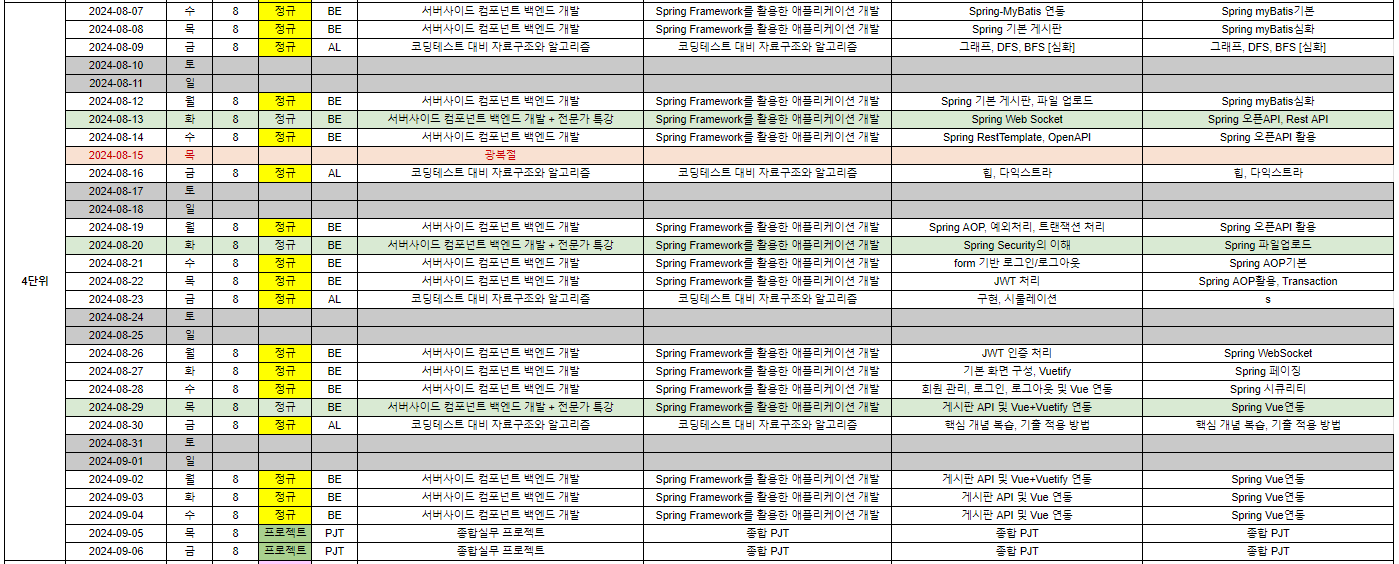 2024-08-07 수 8 정규 BE 서버사이드 컴포넌트 백엔드 개발 Spring Framework를 활용한 애플리케이션 개발 Spring-MyBatis 연동 Spring myBatis기본
2024-08-08 목 8 정규 BE 서버사이드 컴포넌트 백엔드 개발 Spring Framework를 활용한 애플리케이션 개발 Spring 기본 게시판 Spring myBatis심화
2024-08-09 금 8 정규 AL 코딩테스트 대비 자료구조와 알고리즘 코딩테스트 대비 자료구조와 알고리즘 그래프, DFS, BFS [심화] 그래프, DFS, BFS [심화]
2024-08-10 토
2024-08-11 일
2024-08-12 월 8 정규 BE 서버사이드 컴포넌트 백엔드 개발 Spring Framework를 활용한 애플리케이션 개발 Spring 기본 게시판, 파일 업로드 Spring myBatis심화
2024-08-13 화 8 정규 BE 서버사이드 컴포넌트 백엔드 개발 + 전문가 특강 Spring Framework를 활용한 애플리케이션 개발 Spring Web Socket Spring 오픈API, Rest API
2024-08-14 수 8 정규 BE 서버사이드 컴포넌트 백엔드 개발 Spring Framework를 활용한 애플리케이션 개발 Spring RestTemplate, OpenAPI Spring 오픈API 활용
2024-08-15 목 광복절
2024-08-16 금 8 정규 AL 코딩테스트 대비 자료구조와 알고리즘 코딩테스트 대비 자료구조와 알고리즘 힙, 다익스트라 힙, 다익스트라
2024-08-17 토
2024-08-18 일
2024-08-19 월 8 정규 BE 서버사이드 컴포넌트 백엔드 개발 Spring Framework를 활용한 애플리케이션 개발 Spring AOP, 예외처리, 트랜잭션 처리 Spring 오픈API 활용
2024-08-20 화 8 정규 BE 서버사이드 컴포넌트 백엔드 개발 + 전문가 특강 Spring Framework를 활용한 애플리케이션 개발 Spring Security의 이해 Spring 파일업로드
2024-08-21 수 8 정규 BE 서버사이드 컴포넌트 백엔드 개발 Spring Framework를 활용한 애플리케이션 개발 form 기반 로그인/로그아웃 Spring AOP기본
4단위 2024-08-22 목 8 정규 BE 서버사이드 컴포넌트 백엔드 개발 Spring Framework를 활용한 애플리케이션 개발 JWT 처리 Spring AOP활용, Transaction
2024-08-23 금 8 정규 AL 코딩테스트 대비 자료구조와 알고리즘 코딩테스트 대비 자료구조와 알고리즘 구현, 시뮬레이션 s
2024-08-24 토
2024-08-25 일
2024-08-26 월 8 정규 BE 서버사이드 컴포넌트 백엔드 개발 Spring Framework를 활용한 애플리케이션 개발 JWT 인증 처리 Spring WebSocket
2024-08-27 화 8 정규 BE 서버사이드 컴포넌트 백엔드 개발 Spring Framework를 활용한 애플리케이션 개발 기본 화면 구성, Vuetify Spring 페이징
2024-08-28 수 8 정규 BE 서버사이드 컴포넌트 백엔드 개발 Spring Framework를 활용한 애플리케이션 개발 회원 관리, 로그인, 로그아웃 및 Vue 연동 Spring 시큐리티
2024-08-29 목 8 정규 BE 서버사이드 컴포넌트 백엔드 개발 + 전문가 특강 Spring Framework를 활용한 애플리케이션 개발 게시판 API 및 Vue+Vuetify 연동 Spring Vue연동
2024-08-30 금 8 정규 AL 코딩테스트 대비 자료구조와 알고리즘 코딩테스트 대비 자료구조와 알고리즘 핵심 개념 복습, 기출 적용 방법 핵심 개념 복습, 기출 적용 방법
2024-08-31 토
2024-09-01 일
2024-09-02 월 8 정규 BE 서버사이드 컴포넌트 백엔드 개발 Spring Framework를 활용한 애플리케이션 개발 게시판 API 및 Vue+Vuetify 연동 Spring Vue연동
2024-09-03 화 8 정규 BE 서버사이드 컴포넌트 백엔드 개발 Spring Framework를 활용한 애플리케이션 개발 게시판 API 및 Vue 연동 Spring Vue연동
2024-09-04 수 8 정규 BE 서버사이드 컴포넌트 백엔드 개발 Spring Framework를 활용한 애플리케이션 개발 게시판 API 및 Vue 연동 Spring Vue연동
2024-09-05 목 8 프로젝트 PJT 종합실무 프로젝트 종합 PJT 종합 PJT 종합 PJT
2024-09-06 금 8 프로젝트 PJT 종합실무 프로젝트 종합 PJT 종합 PJT 종합 PJT